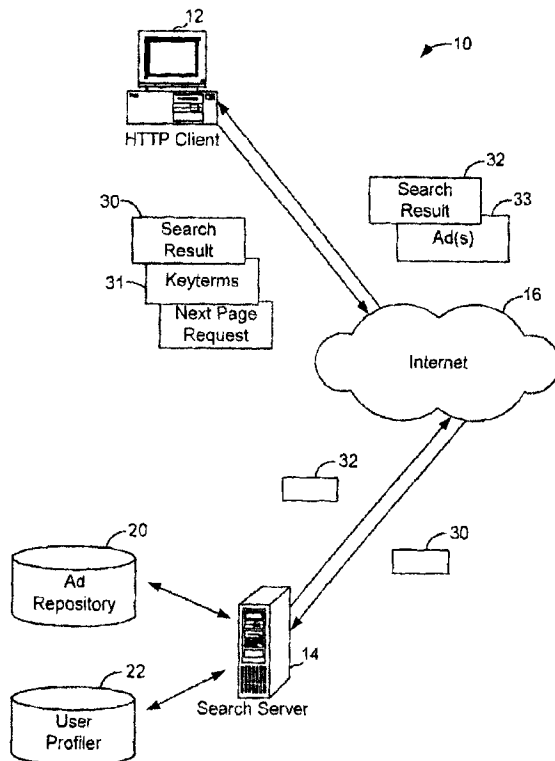 12
10
HTTP Client
32
Search
Result
33
Ad(s)
30
Search
Result
31
Keyterms
Next Page
Request
16
Internet
32
30
20
Ad
Repository
14
Search Server
22
User
Profiler